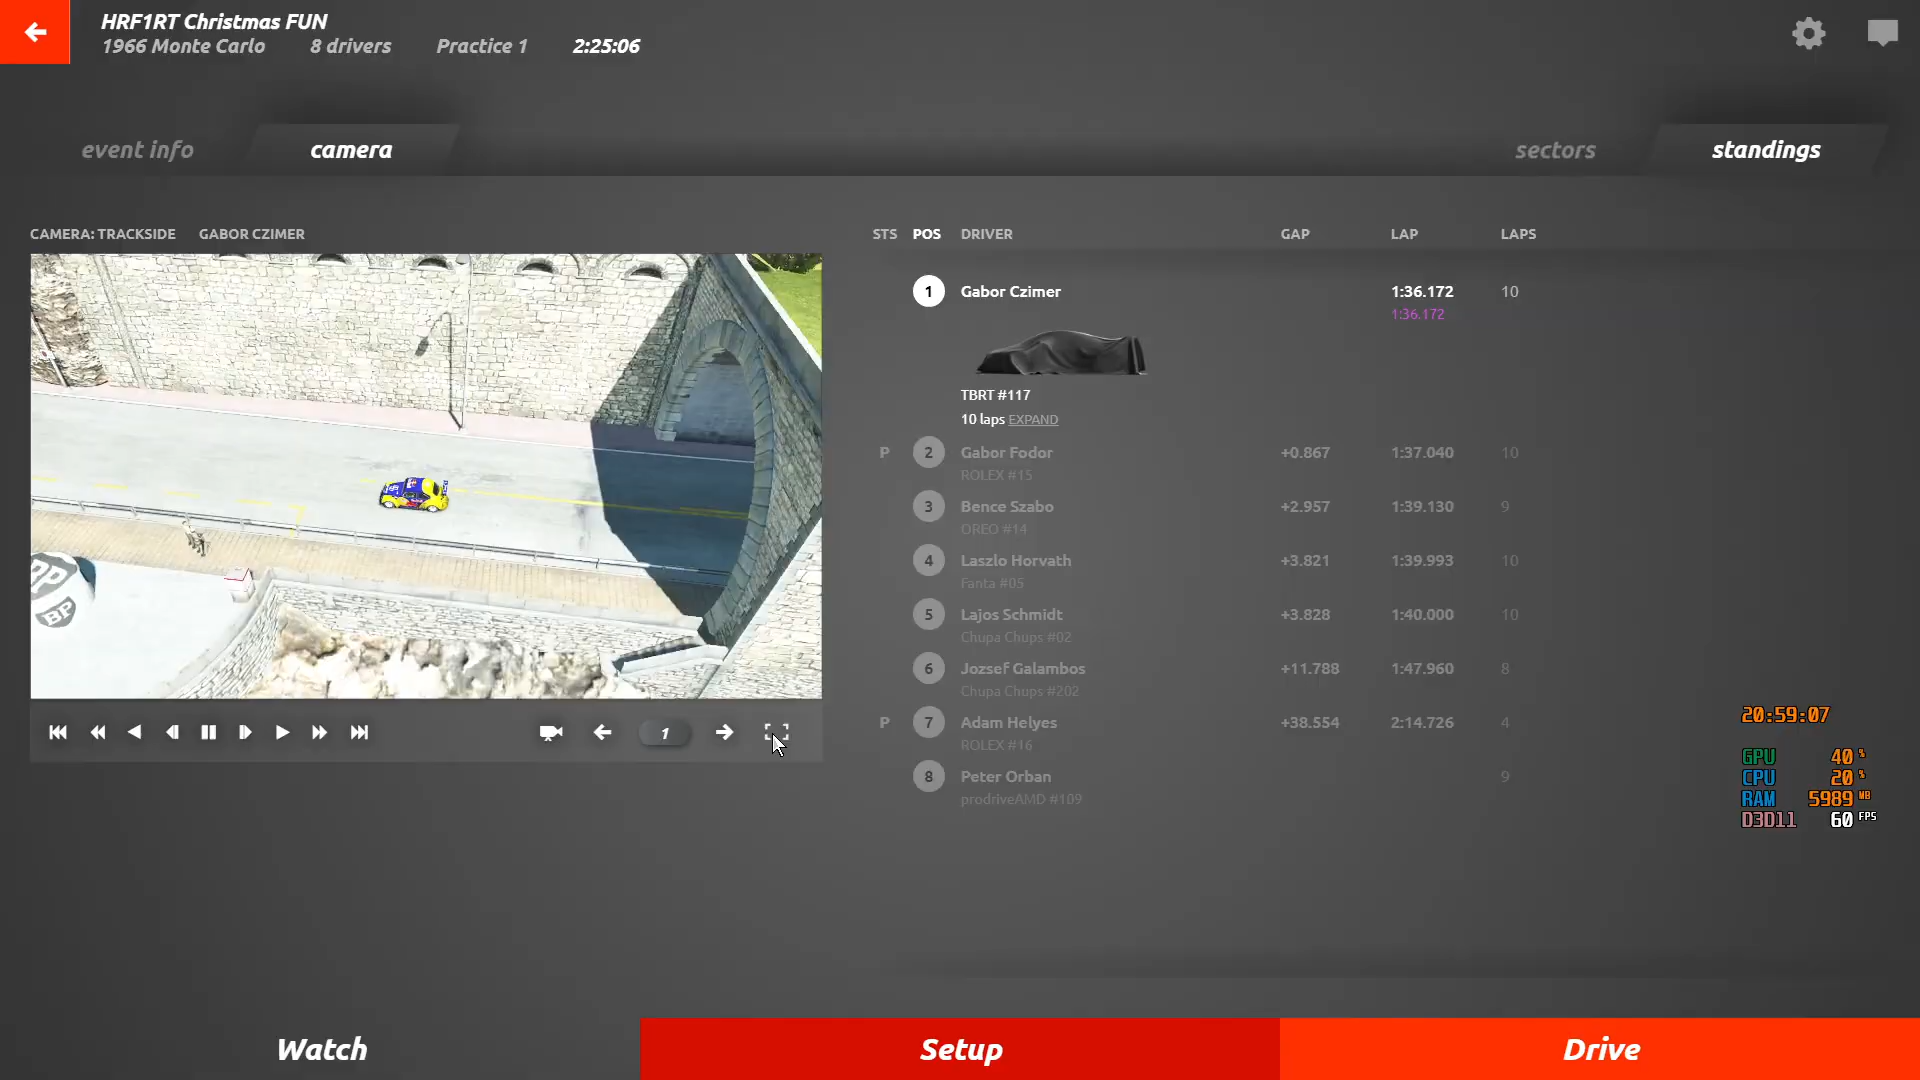 HRF1RT Christmas FUN
1966 Monte Carlo 8 drivers Practice 1 2:25:06
event info camera sectors standings
CAMERA: TRACKSIDE GABOR CZIMER
STS POS DRIVER GAP LAP LAPS
1 Gabor Czimer 1:36.172 10
1:36.172
TBRT #117
10 laps EXPAND
P 2 Gabor Fodor +0.867 1:37.040 10
ROLEX #15
3 Bence Szabo +2.957 1:39.130 9
OREO #14
4 Laszlo Horvath +3.821 1:39.993 10
Fanta #05
5 Lajos Schmidt +3.828 1:40.000 10
Chupa Chups #02
6 Jozsef Galambos +11.788 1:47.960 8
Chupa Chups #202
P 7 Adam Helyes +38.554 2:14.726 4
ROLEX #16
8 Peter Orban 9
prodriveAMD #109
BP
BP
1
20:59:07
GPU 40 %
CPU 20 %
RAM 5989 MB
D3D11 60 FPS
Watch Setup Drive